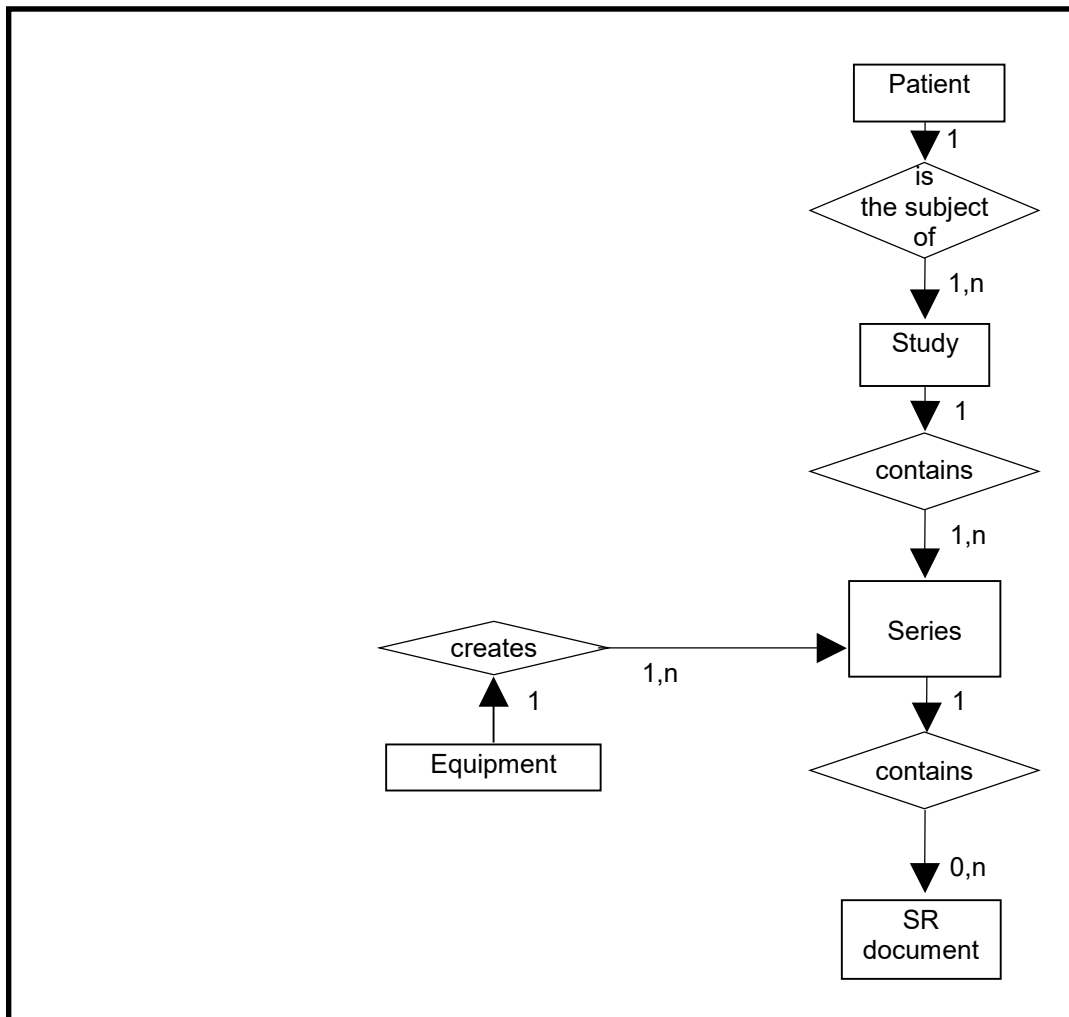 Patient
1
is
the subject
of
1,n
Study
1
contains
1,n
Series
creates
1,n
1
1
Equipment
contains
0,n
SR
document